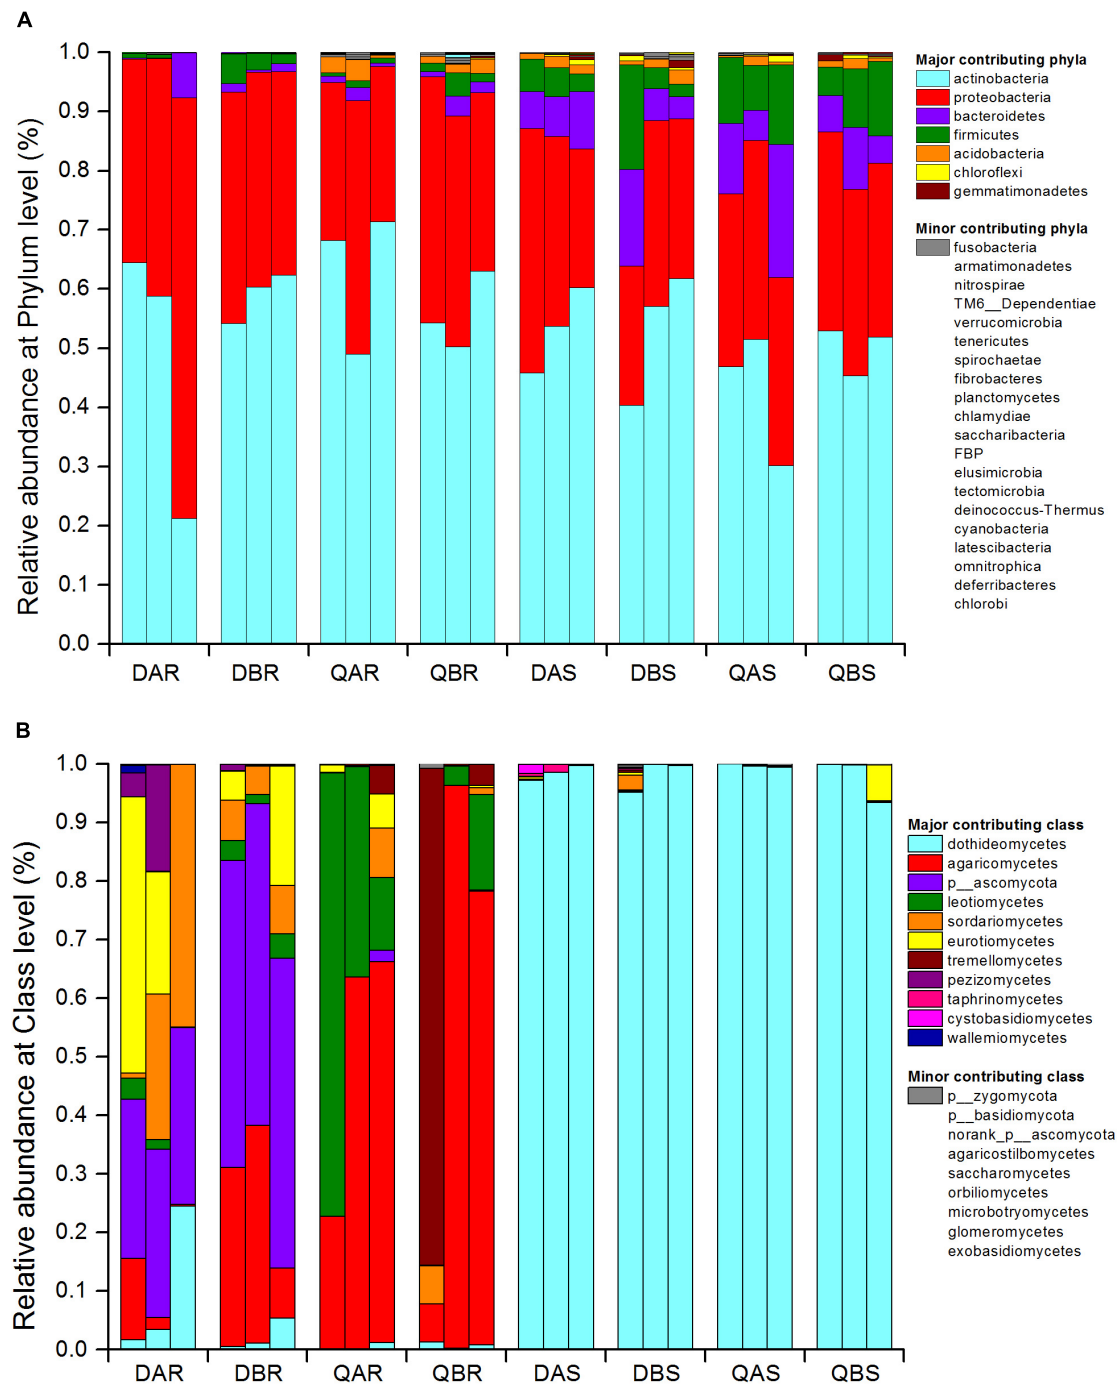 A
Relative abundance at Phylum level (%)
1.0
0.9
0.8
0.7
0.6
0.5
0.4
0.3
0.2
0.1
0.0
DAR DBR QAR QBR DAS DBS QAS QBS
Major contributing phyla
actinobacteria
proteobacteria
bacteroidetes
firmicutes
acidobacteria
chloroflexi
gemmatimonadetes
Minor contributing phyla
fusobacteria
armatimonadetes
nitrospirae
TM6__Dependentiae
verrucomicrobia
tenericutes
spirochaetae
fibrobacteres
planctomycetes
chlamydiae
saccharibacteria
FBP
elusimicrobia
tectomicrobia
deinococcus-Thermus
cyanobacteria
latescibacteria
omnitrophica
deferribacteres
chlorobi
B
Relative abundance at Class level (%)
1.0
0.9
0.8
0.7
0.6
0.5
0.4
0.3
0.2
0.1
0.0
DAR DBR QAR QBR DAS DBS QAS QBS
Major contributing class
dothideomycetes
agaricomycetes
p__ascomycota
leotiomycetes
sordariomycetes
eurotiomycetes
tremellomycetes
pezizomycetes
taphrinomycetes
cystobasidiomycetes
wallemiomycetes
Minor contributing class
p__zygomycota
p__basidiomycota
norank_p__ascomycota
agaricostilbomycetes
saccharomycetes
orbiliomycetes
microbotryomycetes
glomeromycetes
exobasidiomycetes